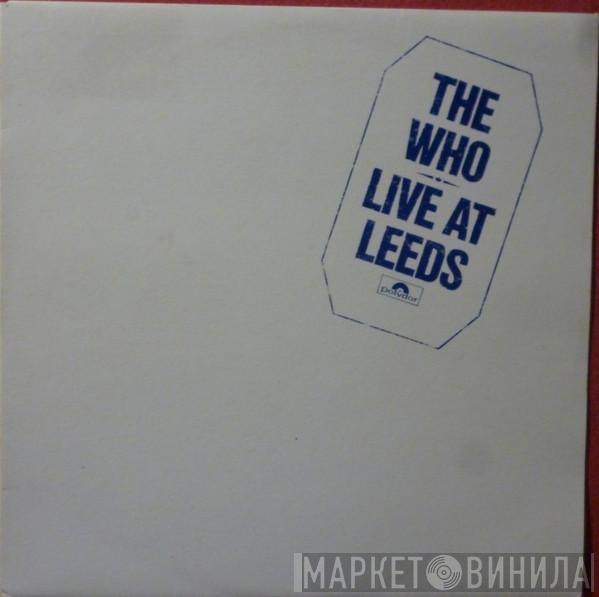 THE
WHO
LIVE AT
LEEDS
polydor
МАРКЕТ ВИНИЛА